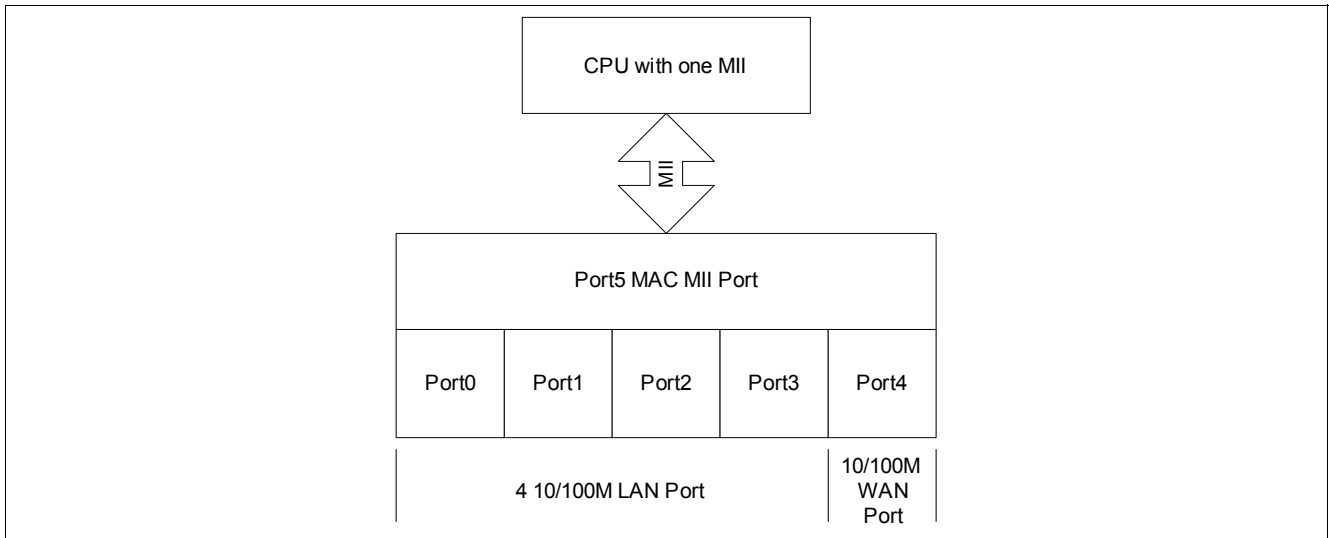 CPU with one MII
MII
Port5 MAC MII Port
Port0 Port1 Port2 Port3 Port4
4 10/100M LAN Port
10/100M
WAN
Port